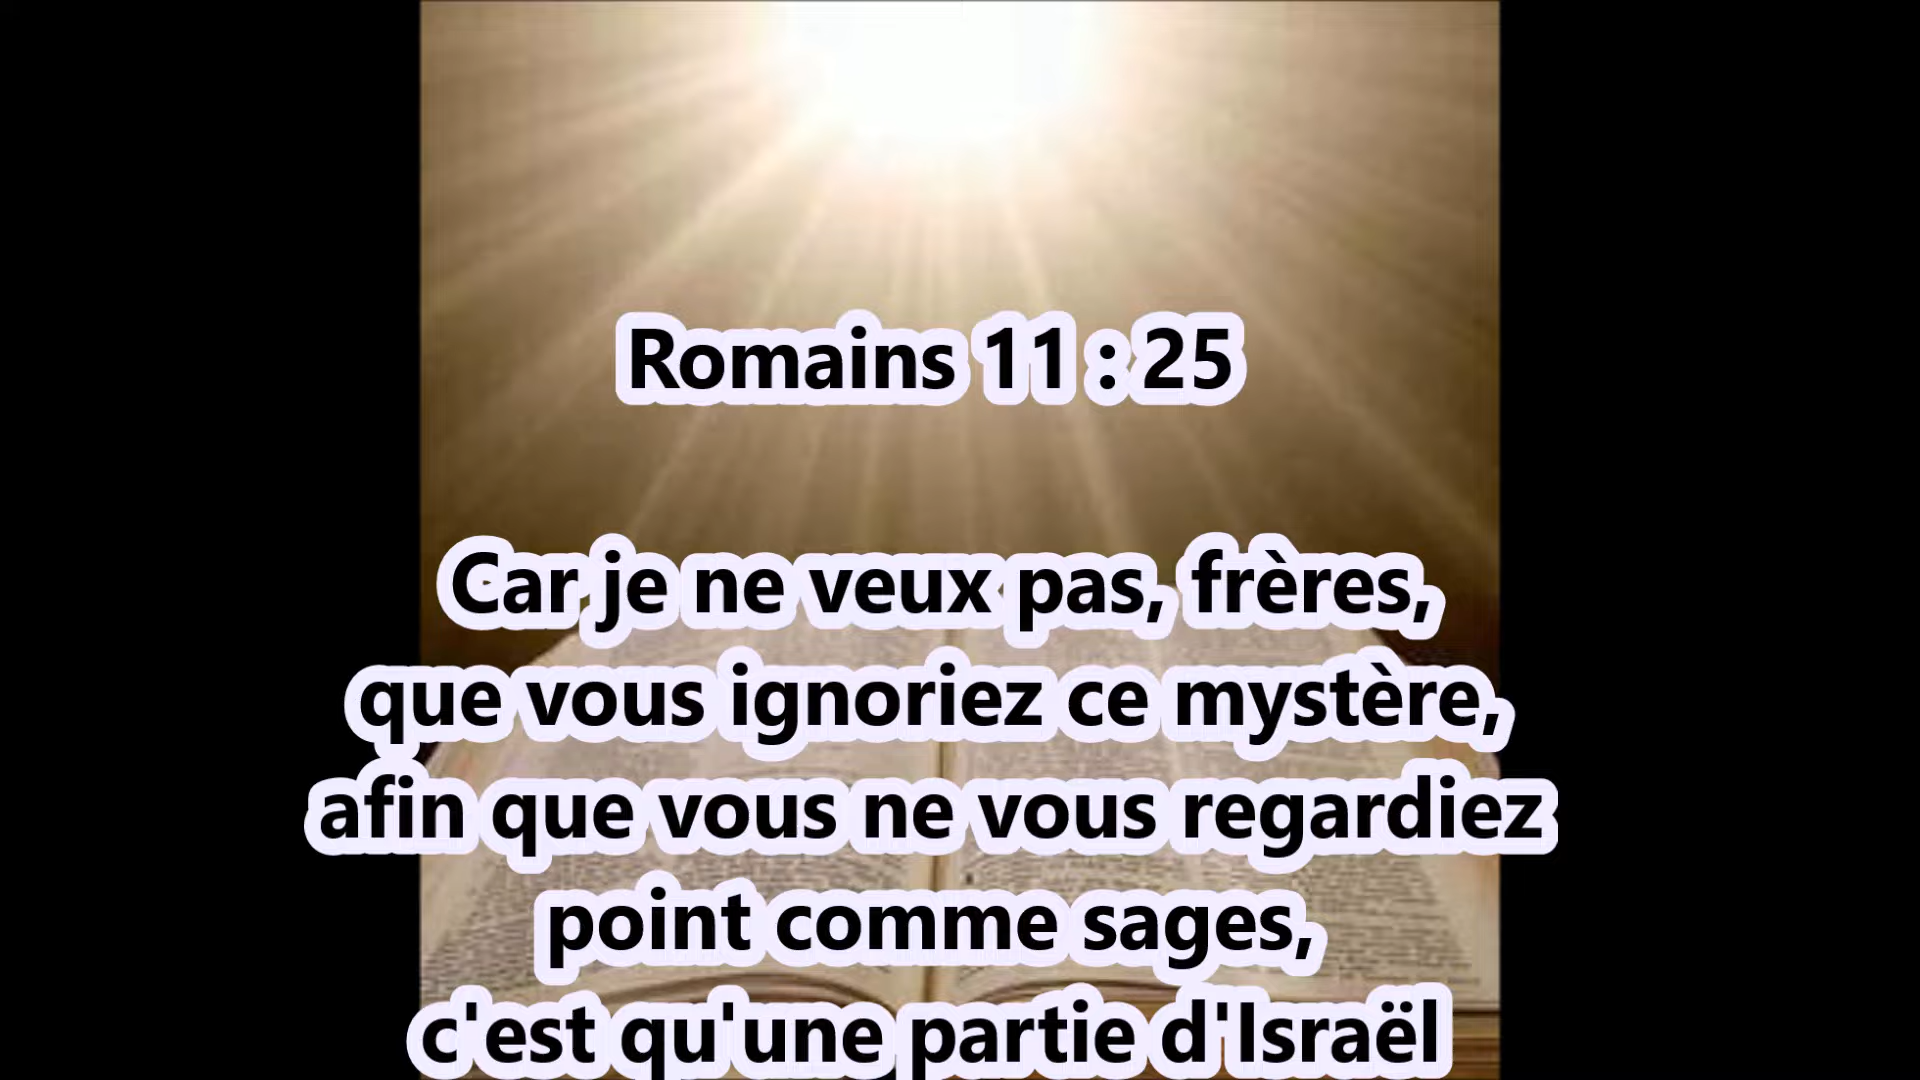 Romains 11 : 25
Car je ne veux pas, frères,
que vous ignoriez ce mystère,
afin que vous ne vous regardiez
point comme sages,
c'est qu'une partie d'Israël